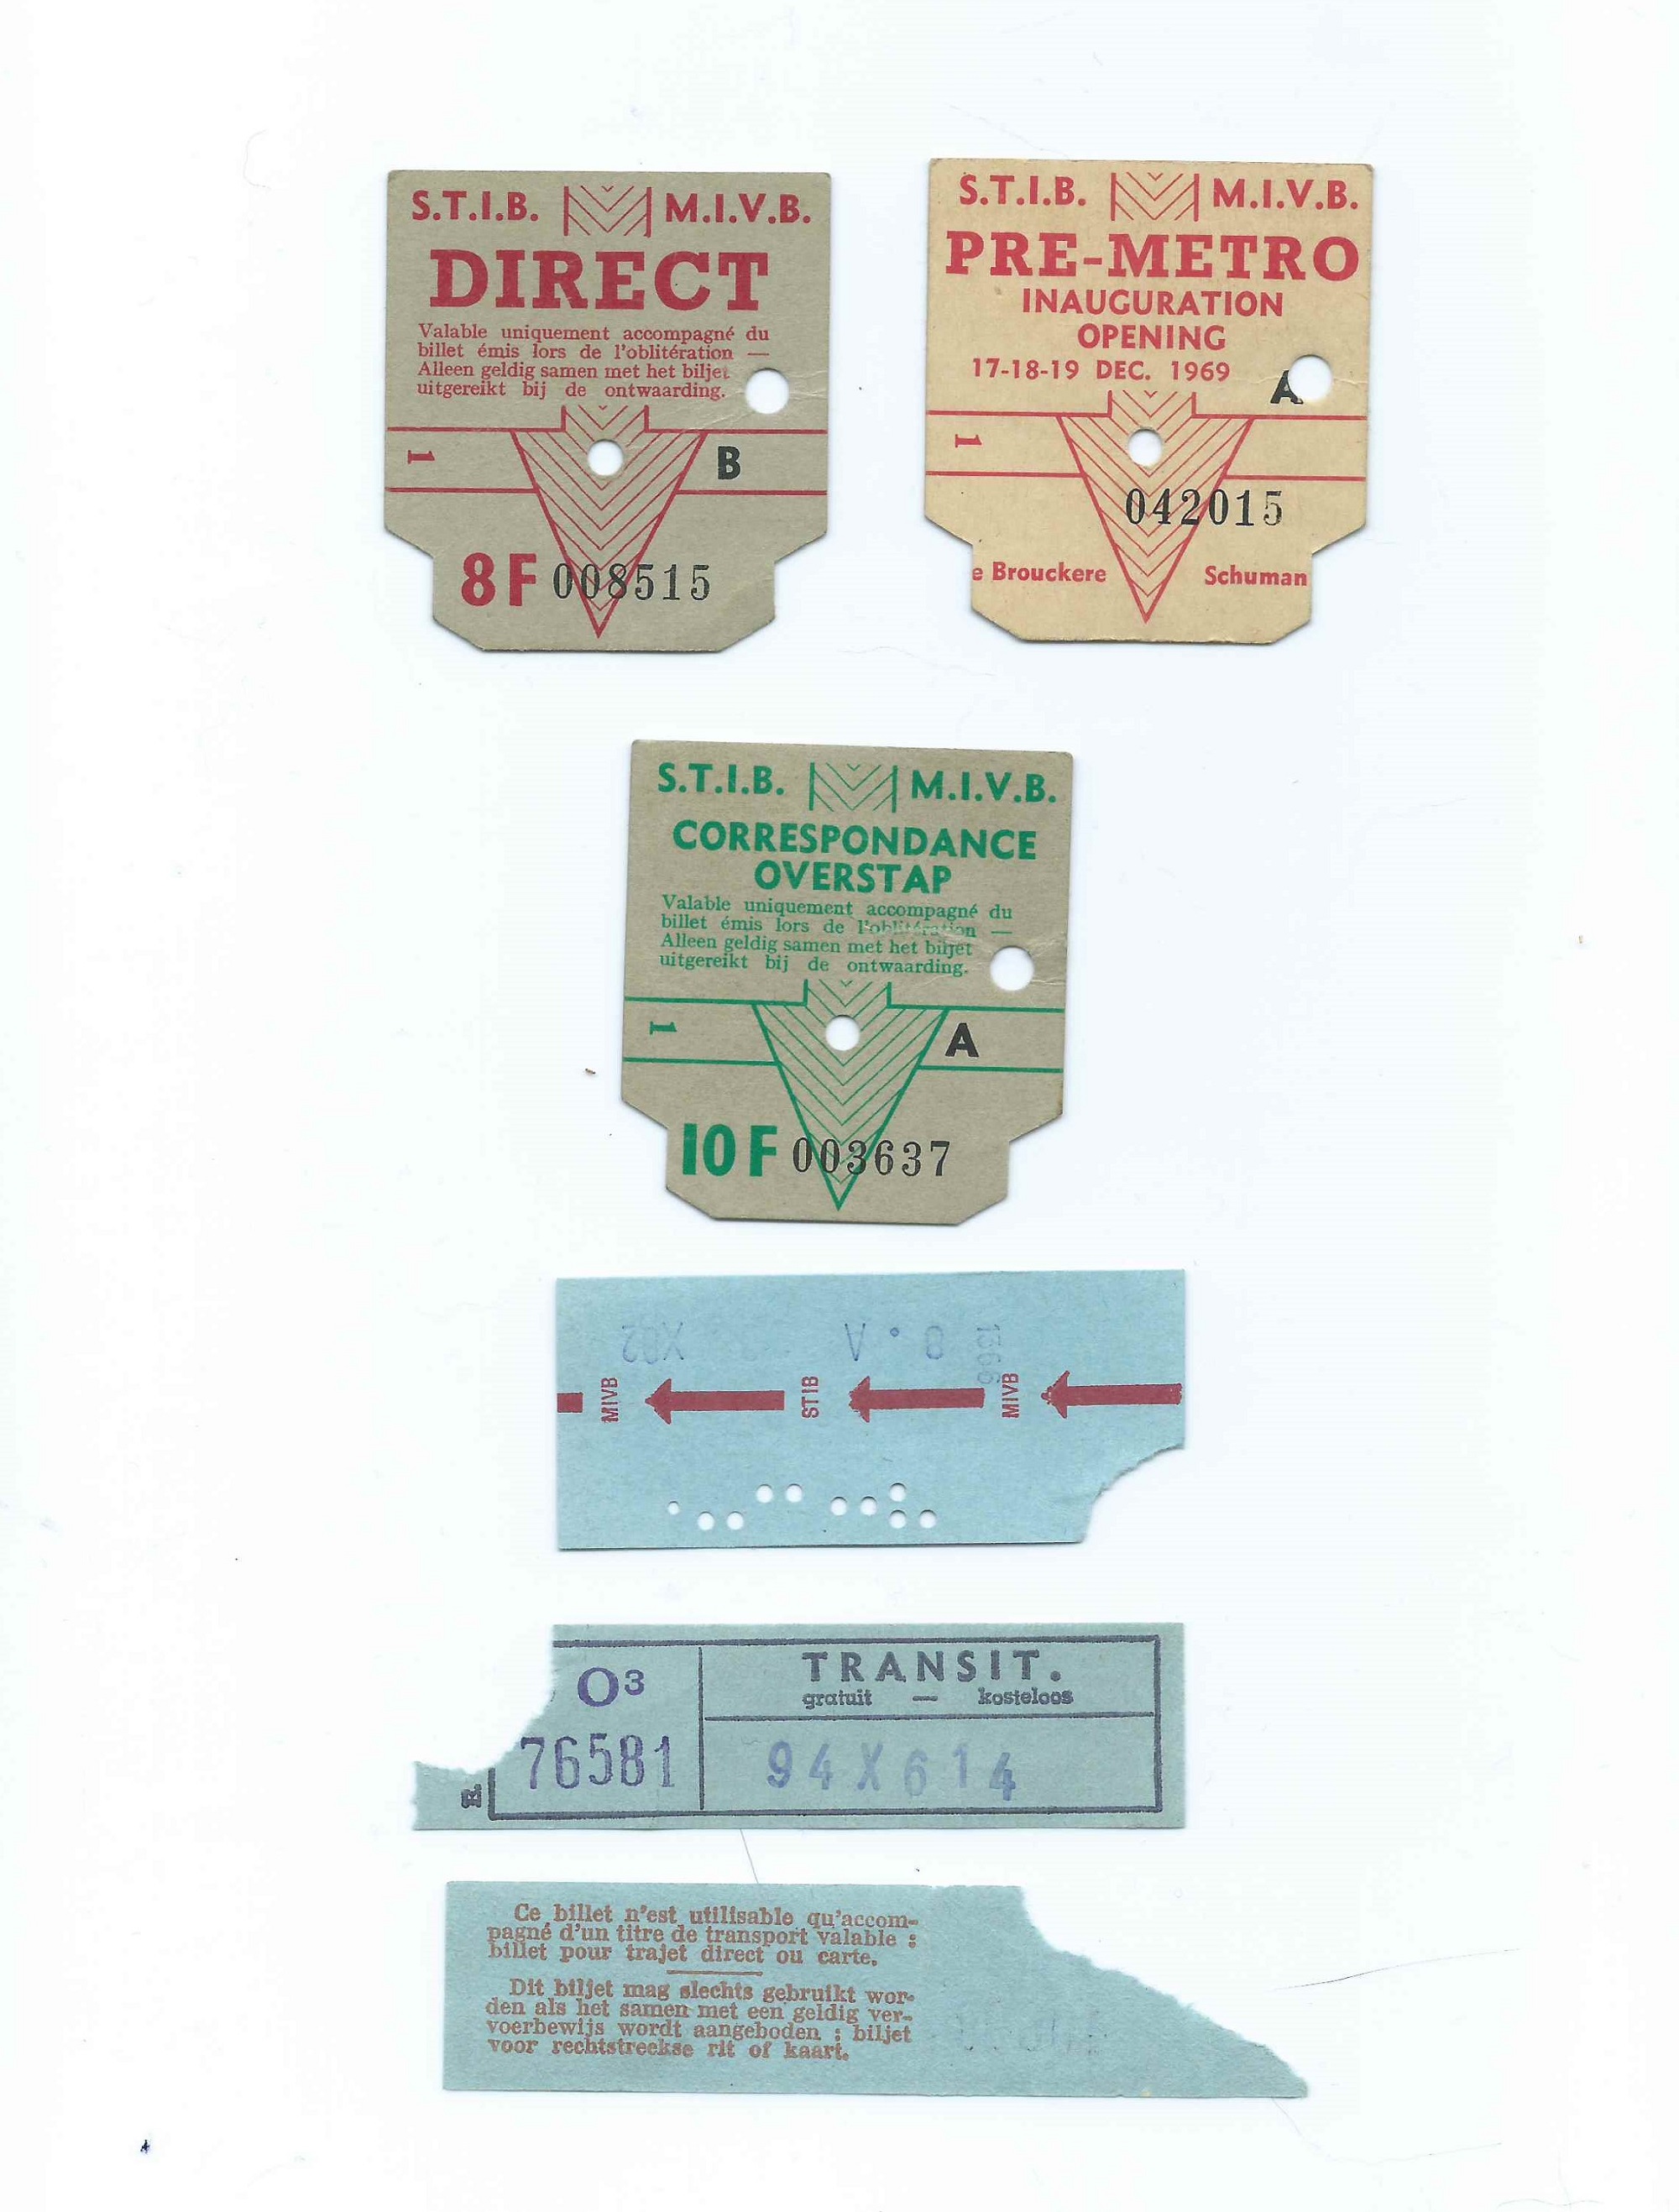 S.T.I.B. M.I.V.B.
DIRECT
Valable uniquement accompagné du
billet émis lors de l'oblitération —
Alleen geldig samen met het biljet
uitgereikt bij de ontwaarding.
1 B
8F 008515
S.T.I.B. M.I.V.B.
PRE-METRO
INAUGURATION
OPENING
17-18-19 DEC. 1969
A
1
042015
e Brouckere Schuman
S.T.I.B. M.I.V.B.
CORRESPONDANCE
OVERSTAP
Valable uniquement accompagné du
billet émis lors de l'oblitération —
Alleen geldig samen met het biljet
uitgereikt bij de ontwaarding.
1 A
10F 003637
X02 A . 8 1366
MIVB STIB MIVB
O3
TRANSIT.
gratuit — kosteloos
76581
94X614
E.
Ce billet n'est utilisable qu'accom-
pagné d'un titre de transport valable :
billet pour trajet direct ou carte.
Dit biljet mag slechts gebruikt wor-
den als het samen met een geldig ver-
voerbewijs wordt aangeboden : biljet
voor rechtstreekse rit of kaart.